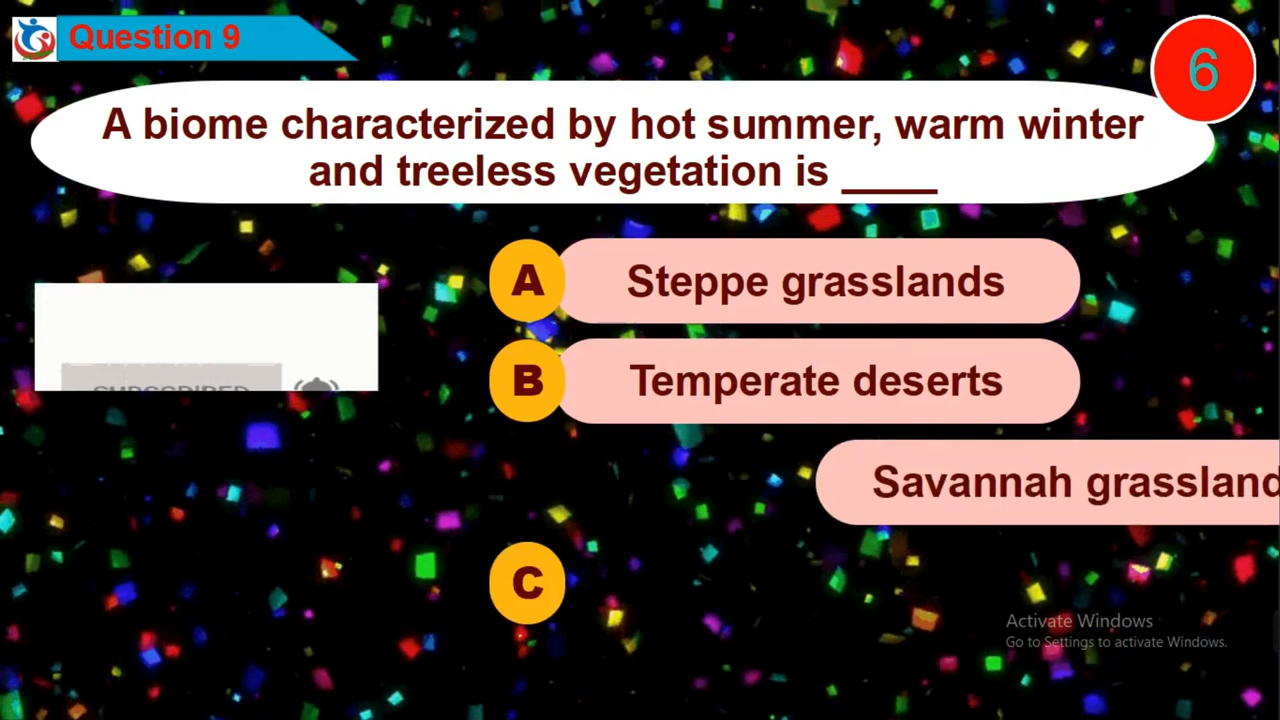 Question 9
6
A biome characterized by hot summer, warm winter
and treeless vegetation is ____
A Steppe grasslands
B Temperate deserts
Savannah grassland
C
SUBSCRIBED
Activate Windows
Go to Settings to activate Windows.